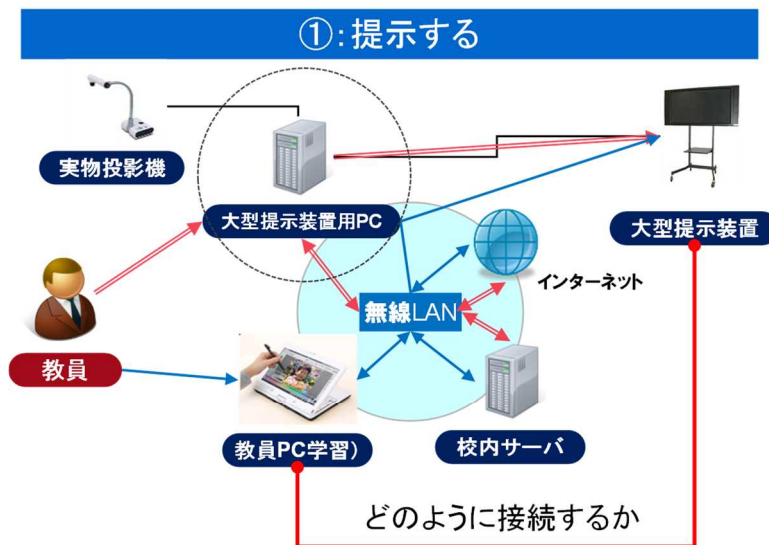 ①:提示する
実物投影機
大型提示装置用PC
大型提示装置
インターネット
無線LAN
教員
教員PC学習）
校内サーバ
どのように接続するか